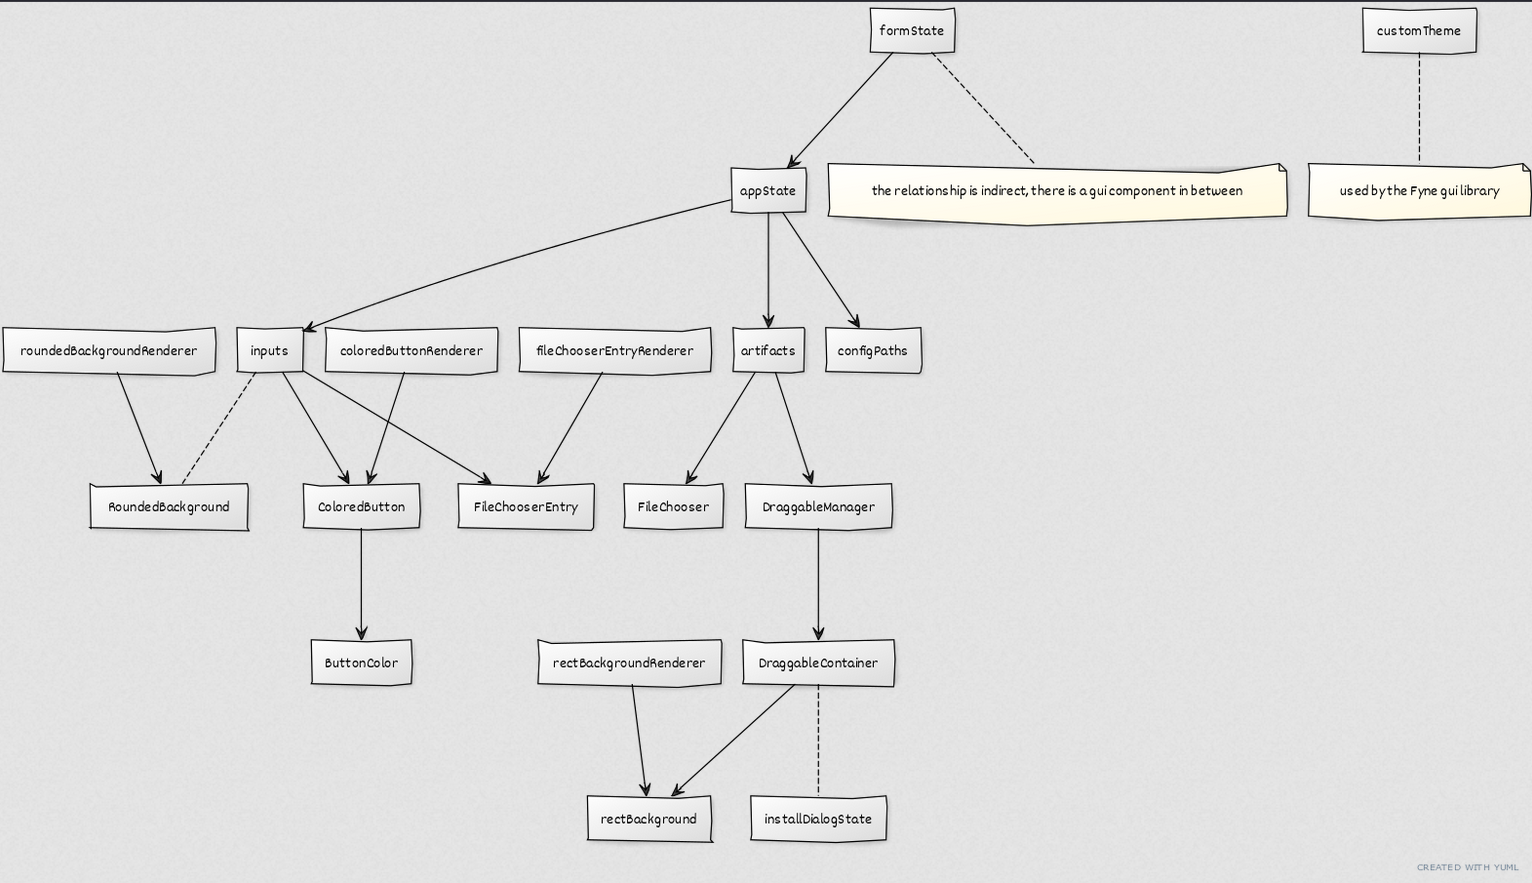 formState
customTheme
appState
the relationship is indirect, there is a gui component in between
used by the Fyne gui library
roundedBackgroundRenderer
inputs
coloredButtonRenderer
fileChooserEntryRenderer
artifacts
configPaths
RoundedBackground
ColoredButton
FileChooserEntry
FileChooser
DraggableManager
ButtonColor
rectBackgroundRenderer
DraggableContainer
rectBackground
installDialogState
CREATED WITH YUML